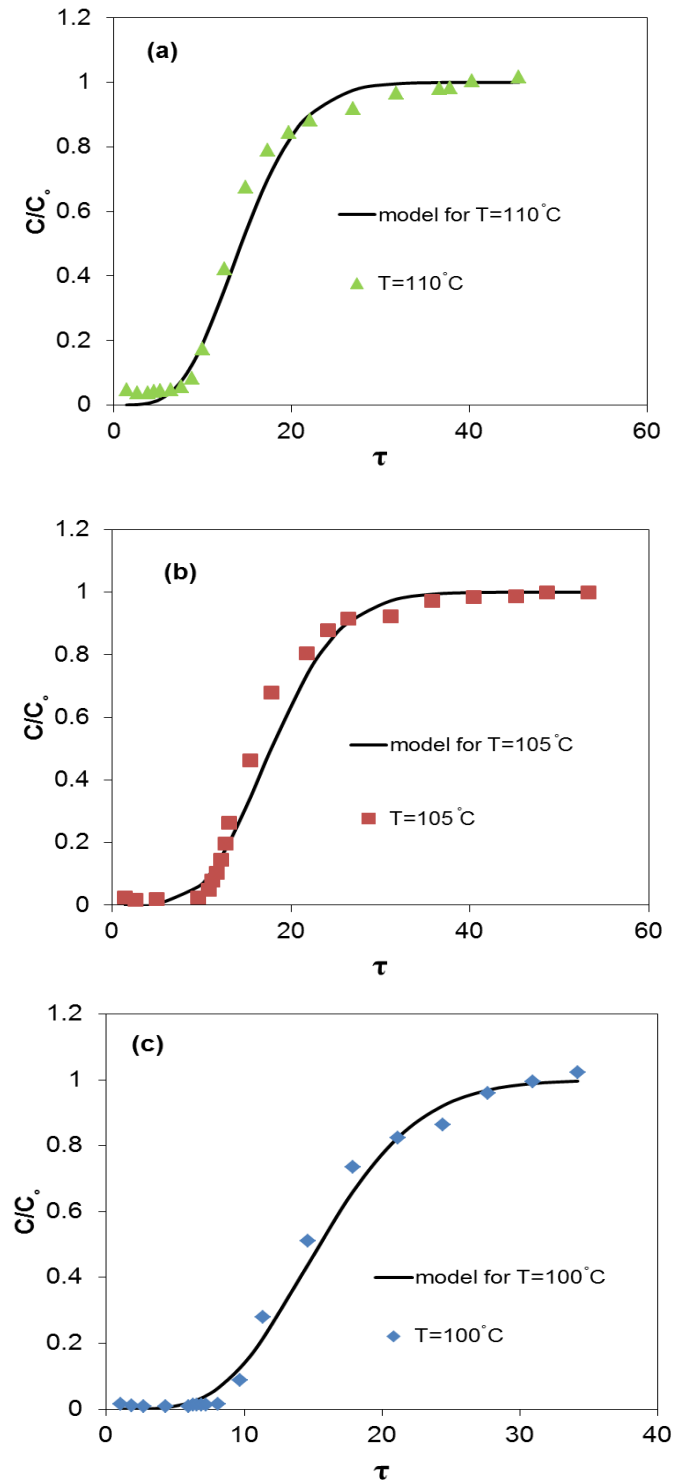 1.2
(a)
1
0.8
C/C∘
0.6
model for T=110°C
0.4
T=110°C
0.2
0
0 20 40 60
τ
1.2
(b)
1
0.8
C/C∘
0.6
model for T=105°C
0.4
T=105°C
0.2
0
0 20 40 60
τ
1.2
(c)
1
0.8
C/C∘
0.6
model for T=100°C
0.4
T=100°C
0.2
0
0 10 20 30 40
τ